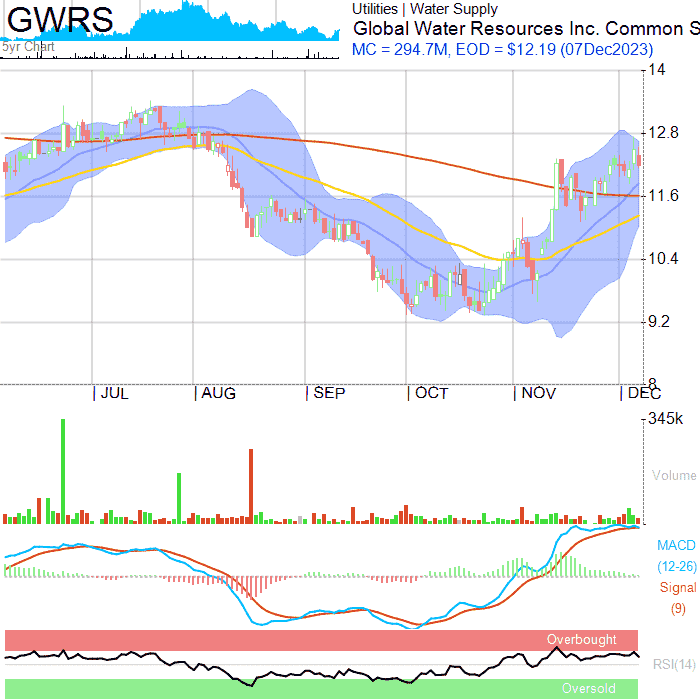 GWRS
5yr Chart
Utilities | Water Supply
Global Water Resources Inc. Common S
MC = 294.7M, EOD = $12.19 (07Dec2023)
14
12.8
11.6
10.4
9.2
8
JUL AUG SEP OCT NOV DEC
345k
Volume
MACD
(12-26)
Signal
(9)
Overbought
RSI(14)
Oversold